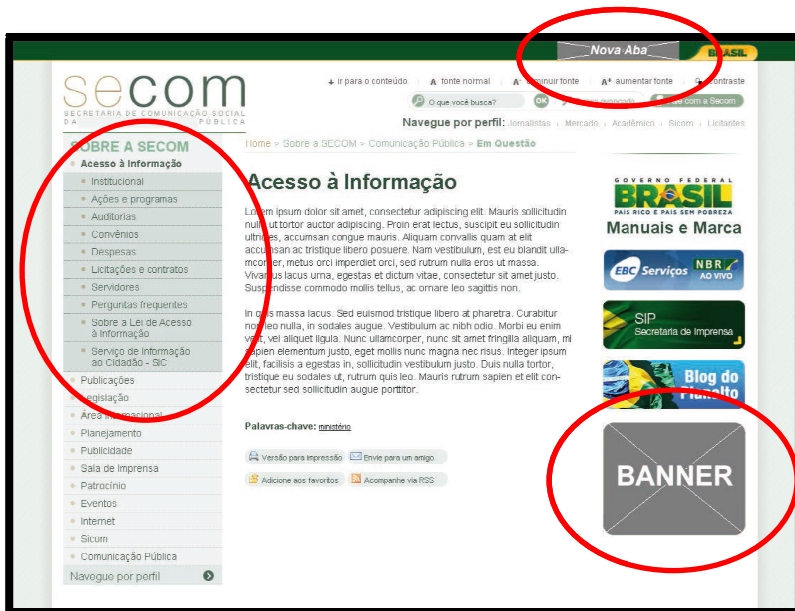 Nova Aba
BRASIL
secom
SECRETARIA DE COMUNICAÇÃO SOCIAL
DA PÚBLICA
ir para o conteúdo
A fonte normal
A- diminuir fonte
A+ aumentar fonte
contraste
O que você busca?
OK
com a Secom
Navegue por perfil: Jornalistas Mercado Acadêmico Sicom Licitantes
SOBRE A SECOM
Acesso à Informação
Institucional
Ações e programas
Auditorias
Convênios
Despesas
Licitações e contratos
Servidores
Perguntas frequentes
Sobre a Lei de Acesso
à Informação
Serviço de Informação
ao Cidadão - SIC
Publicações
Legislação
Área Internacional
Planejamento
Publicidade
Sala de Imprensa
Patrocínio
Eventos
Internet
Sicum
Comunicação Pública
Navegue por perfil
Home > Sobre a SECOM > Comunicação Pública > Em Questão
Acesso à Informação
Lorem ipsum dolor sit amet, consectetur adipiscing elit. Mauris sollicitudin
nulla ut tortor auctor adipiscing. Proin erat lectus, suscipit eu sollicitudin
ultricies, accumsan congue mauris. Aliquam convallis quam at elit
accumsan ac tristique libero posuere. Nam vestibulum, est eu blandit ulla-
mcorper, metus orci imperdiet orci, sed rutrum nulla eros ut massa.
Vivamus lacus urna, egestas et dictum vitae, consectetur sit amet justo.
Suspendisse commodo mollis tellus, ac ornare leo sagittis non.
In quis massa lacus. Sed euismod tristique libero at pharetra. Curabitur
non leo nulla, in sodales augue. Vestibulum ac nibh odio. Morbi eu enim
velit, vel aliquet ligula. Nunc ullamcorper, nunc sit amet fringilla aliquam, mi
sapien elementum justo, eget mollis nunc magna nec risus. Integer ipsum
elit, facilisis a egestas in, sollicitudin vestibulum justo. Duis nulla tortor,
tristique eu sodales ut, rutrum quis leo. Mauris rutrum sapien et elit con-
sectetur sed sollicitudin augue porttitor.
Palavras-chave: ministério
Versão para impressão
Envie para um amigo
Adicione aos favoritos
Acompanhe via RSS
GOVERNO FEDERAL
BRASIL
PAÍS RICO É PAÍS SEM POBREZA
Manuais e Marca
EBC Serviços
NBR
AO VIVO
SIP
Secretaria de Imprensa
Blog do
Planalto
BANNER